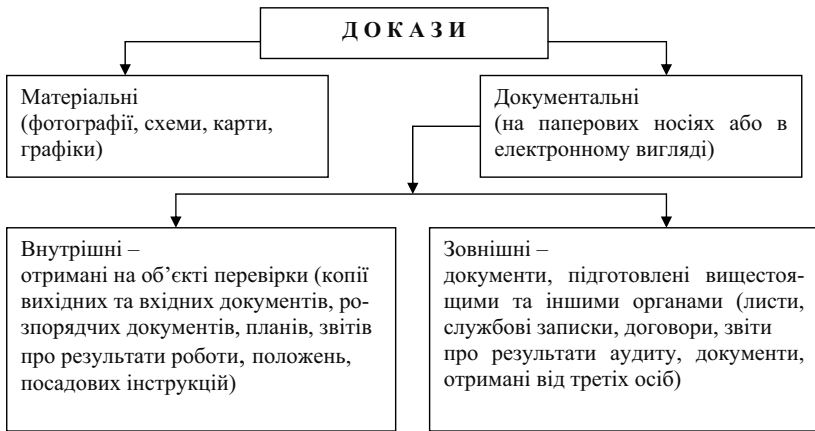 Д О К А З И
Матеріальні
(фотографії, схеми, карти,
графіки)
Документальні
(на паперових носіях або в
електронному вигляді)
Внутрішні –
отримані на об’єкті перевірки (копії
вихідних та вхідних документів, ро-
зпорядчих документів, планів, звітів
про результати роботи, положень,
посадових інструкцій)
Зовнішні –
документи, підготовлені вищестоя-
щими та іншими органами (листи,
службові записки, договори, звіти
про результати аудиту, документи,
отримані від третіх осіб)